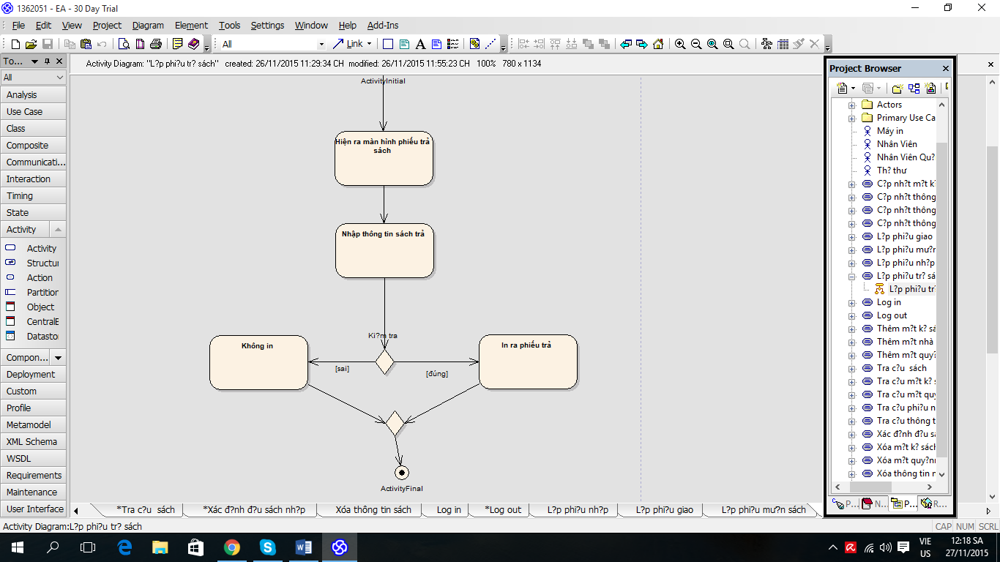 1362051 - EA - 30 Day Trial
File Edit View Project Diagram Element Tools Settings Window Help Add-Ins
All Link
To...
All
Activity Diagram: "L?p phi?u tr? sách" created: 26/11/2015 11:29:34 CH modified: 26/11/2015 11:55:23 CH 100% 780 x 1134
Analysis
Use Case
Class
Composite
Communicati...
Interaction
Timing
State
Activity
Activity
Structu
Action
Partition
Object
CentralB
Datasto
Compon...
Deployment
Custom
Profile
Metamodel
XML Schema
WSDL
Requirements
Maintenance
User Interface
ActivityInitial
Hiện ra màn hình phiếu trả
sách
Nhập thông tin sách trả
Ki?m tra
Không in
In ra phiếu trả
[sai]
[đúng]
ActivityFinal
Project Browser
Actors
Primary Use Ca
Máy in
Nhân Viên
Nhân Viên Qu?
Th? thư
C?p nh?t m?t k?
C?p nh?t thông
C?p nh?t thông
C?p nh?t thông
L?p phi?u giao
L?p phi?u mư?n
L?p phi?u nh?p
L?p phi?u tr? sá
L?p phi?u tr?
Log in
Log out
Thêm m?t k? sá
Thêm m?t nhà
Thêm m?t quy?
Tra c?u sách
Tra c?u m?t k? s
Tra c?u m?t quy
Tra c?u phi?u n
Tra c?u thông t
Xác đ?nh đ?u sá
Xóa m?t k? sách
Xóa m?t quy?n
Xóa thông tin n
P... N... P... R...
*Tra c?u sách *Xác đ?nh đ?u sách nh?p Xóa thông tin sách Log in *Log out L?p phi?u nh?p L?p phi?u giao L?p phi?u mư?n sách
Activity Diagram:L?p phi?u tr? sách
CAP NUM SCRL
VIE
US
12:18 SA
27/11/2015